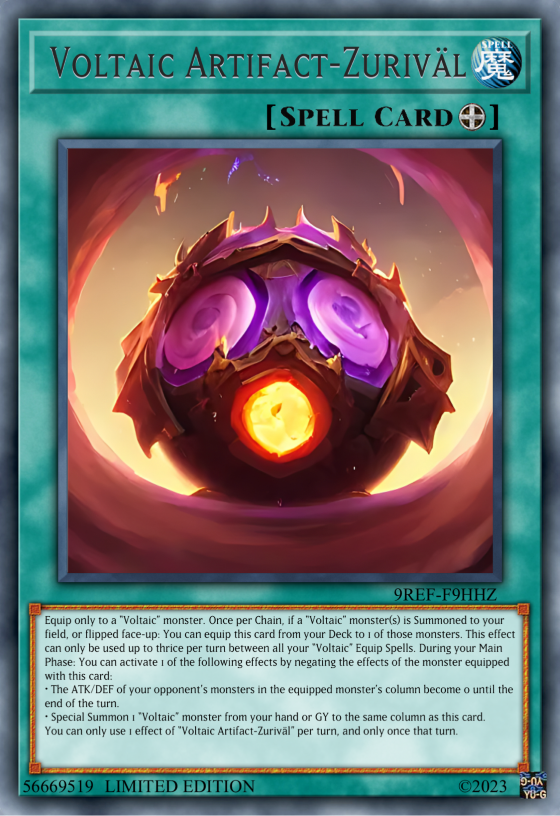 VOLTAIC ARTIFACT-ZURIVÄL
SPELL
魔
[SPELL CARD]
9REF-F9HHZ
Equip only to a "Voltaic" monster. Once per Chain, if a "Voltaic" monster(s) is Summoned to your
field, or flipped face-up: You can equip this card from your Deck to 1 of those monsters. This effect
can only be used up to thrice per turn between all your "Voltaic" Equip Spells. During your Main
Phase: You can activate 1 of the following effects by negating the effects of the monster equipped
with this card:
• The ATK/DEF of your opponent's monsters in the equipped monster's column become 0 until the
end of the turn.
• Special Summon 1 "Voltaic" monster from your hand or GY to the same column as this card.
You can only use 1 effect of "Voltaic Artifact-Zuriväl" per turn, and only once that turn.
56669519 LIMITED EDITION
©2023
YU-G